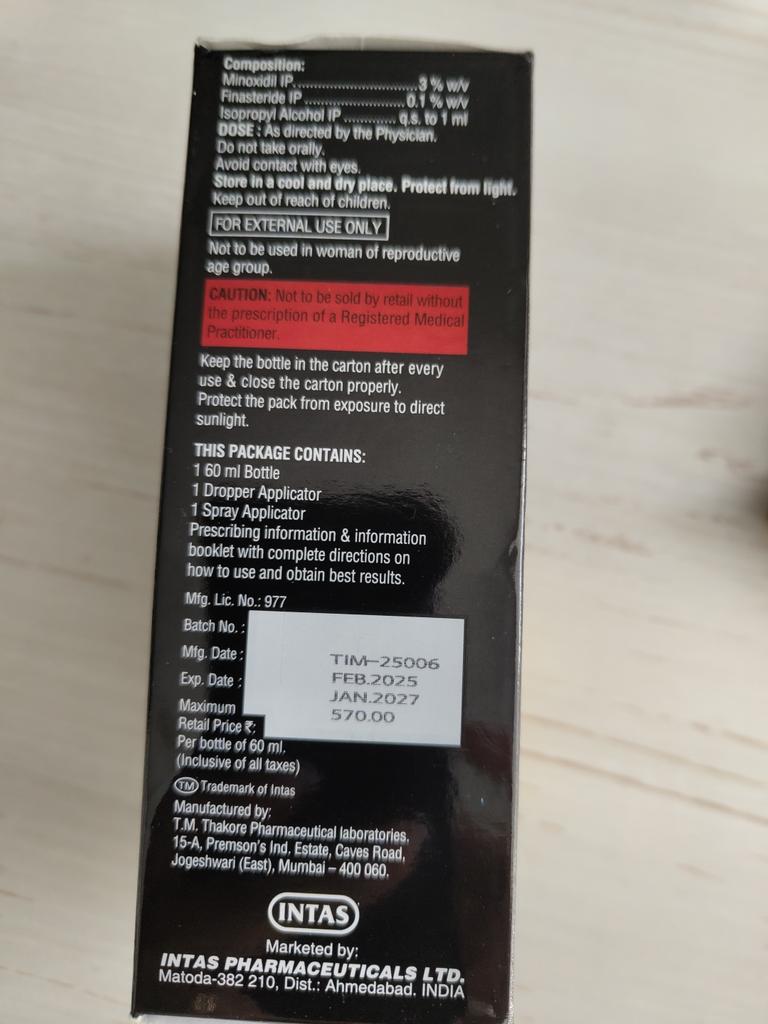 Composition:
Minoxidil IP....................................3 % w/v
Finasteride IP..............................0.1 % w/v
Isopropyl Alcohol IP..............q.s. to 1 ml
DOSE : As directed by the Physician.
Do not take orally.
Avoid contact with eyes.
Store in a cool and dry place. Protect from light.
Keep out of reach of children.
FOR EXTERNAL USE ONLY
Not to be used in woman of reproductive
age group.
CAUTION: Not to be sold by retail without
the prescription of a Registered Medical
Practitioner.
Keep the bottle in the carton after every
use & close the carton properly.
Protect the pack from exposure to direct
sunlight.
THIS PACKAGE CONTAINS:
1 60 ml Bottle
1 Dropper Applicator
1 Spray Applicator
Prescribing information & information
booklet with complete directions on
how to use and obtain best results.
Mfg. Lic. No.: 977
Batch No. : TIM-25006
Mfg. Date : FEB.2025
Exp. Date : JAN.2027
Maximum 570.00
Retail Price ₹:
Per bottle of 60 ml.
(Inclusive of all taxes)
TM Trademark of Intas
Manufactured by:
T.M. Thakore Pharmaceutical laboratories,
15-A, Premson's Ind. Estate, Caves Road,
Jogeshwari (East), Mumbai – 400 060.
INTAS
Marketed by:
INTAS PHARMACEUTICALS LTD.
Matoda-382 210, Dist.: Ahmedabad. INDIA